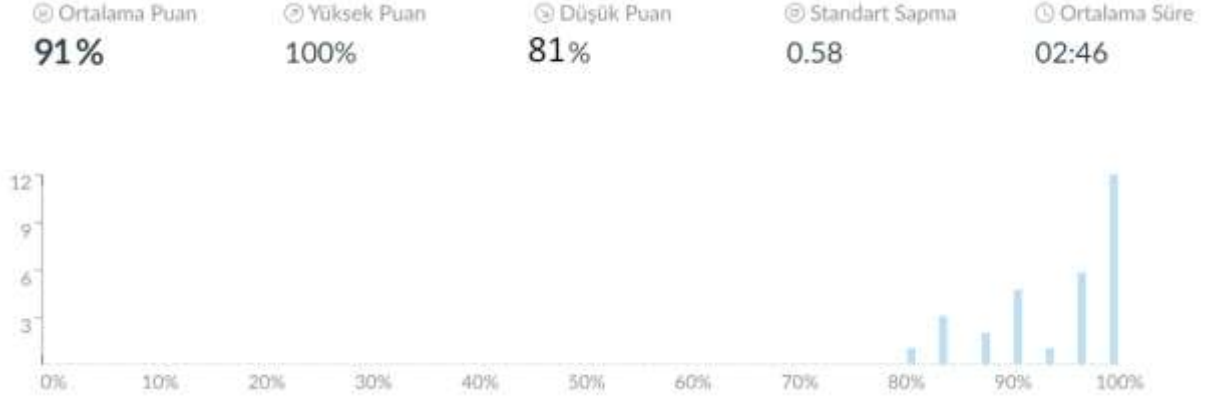 Ortalama Puan Yüksek Puan Düşük Puan Standart Sapma Ortalama Süre
91% 100% 81% 0.58 02:46
12
9
6
3
0% 10% 20% 30% 40% 50% 60% 70% 80% 90% 100%